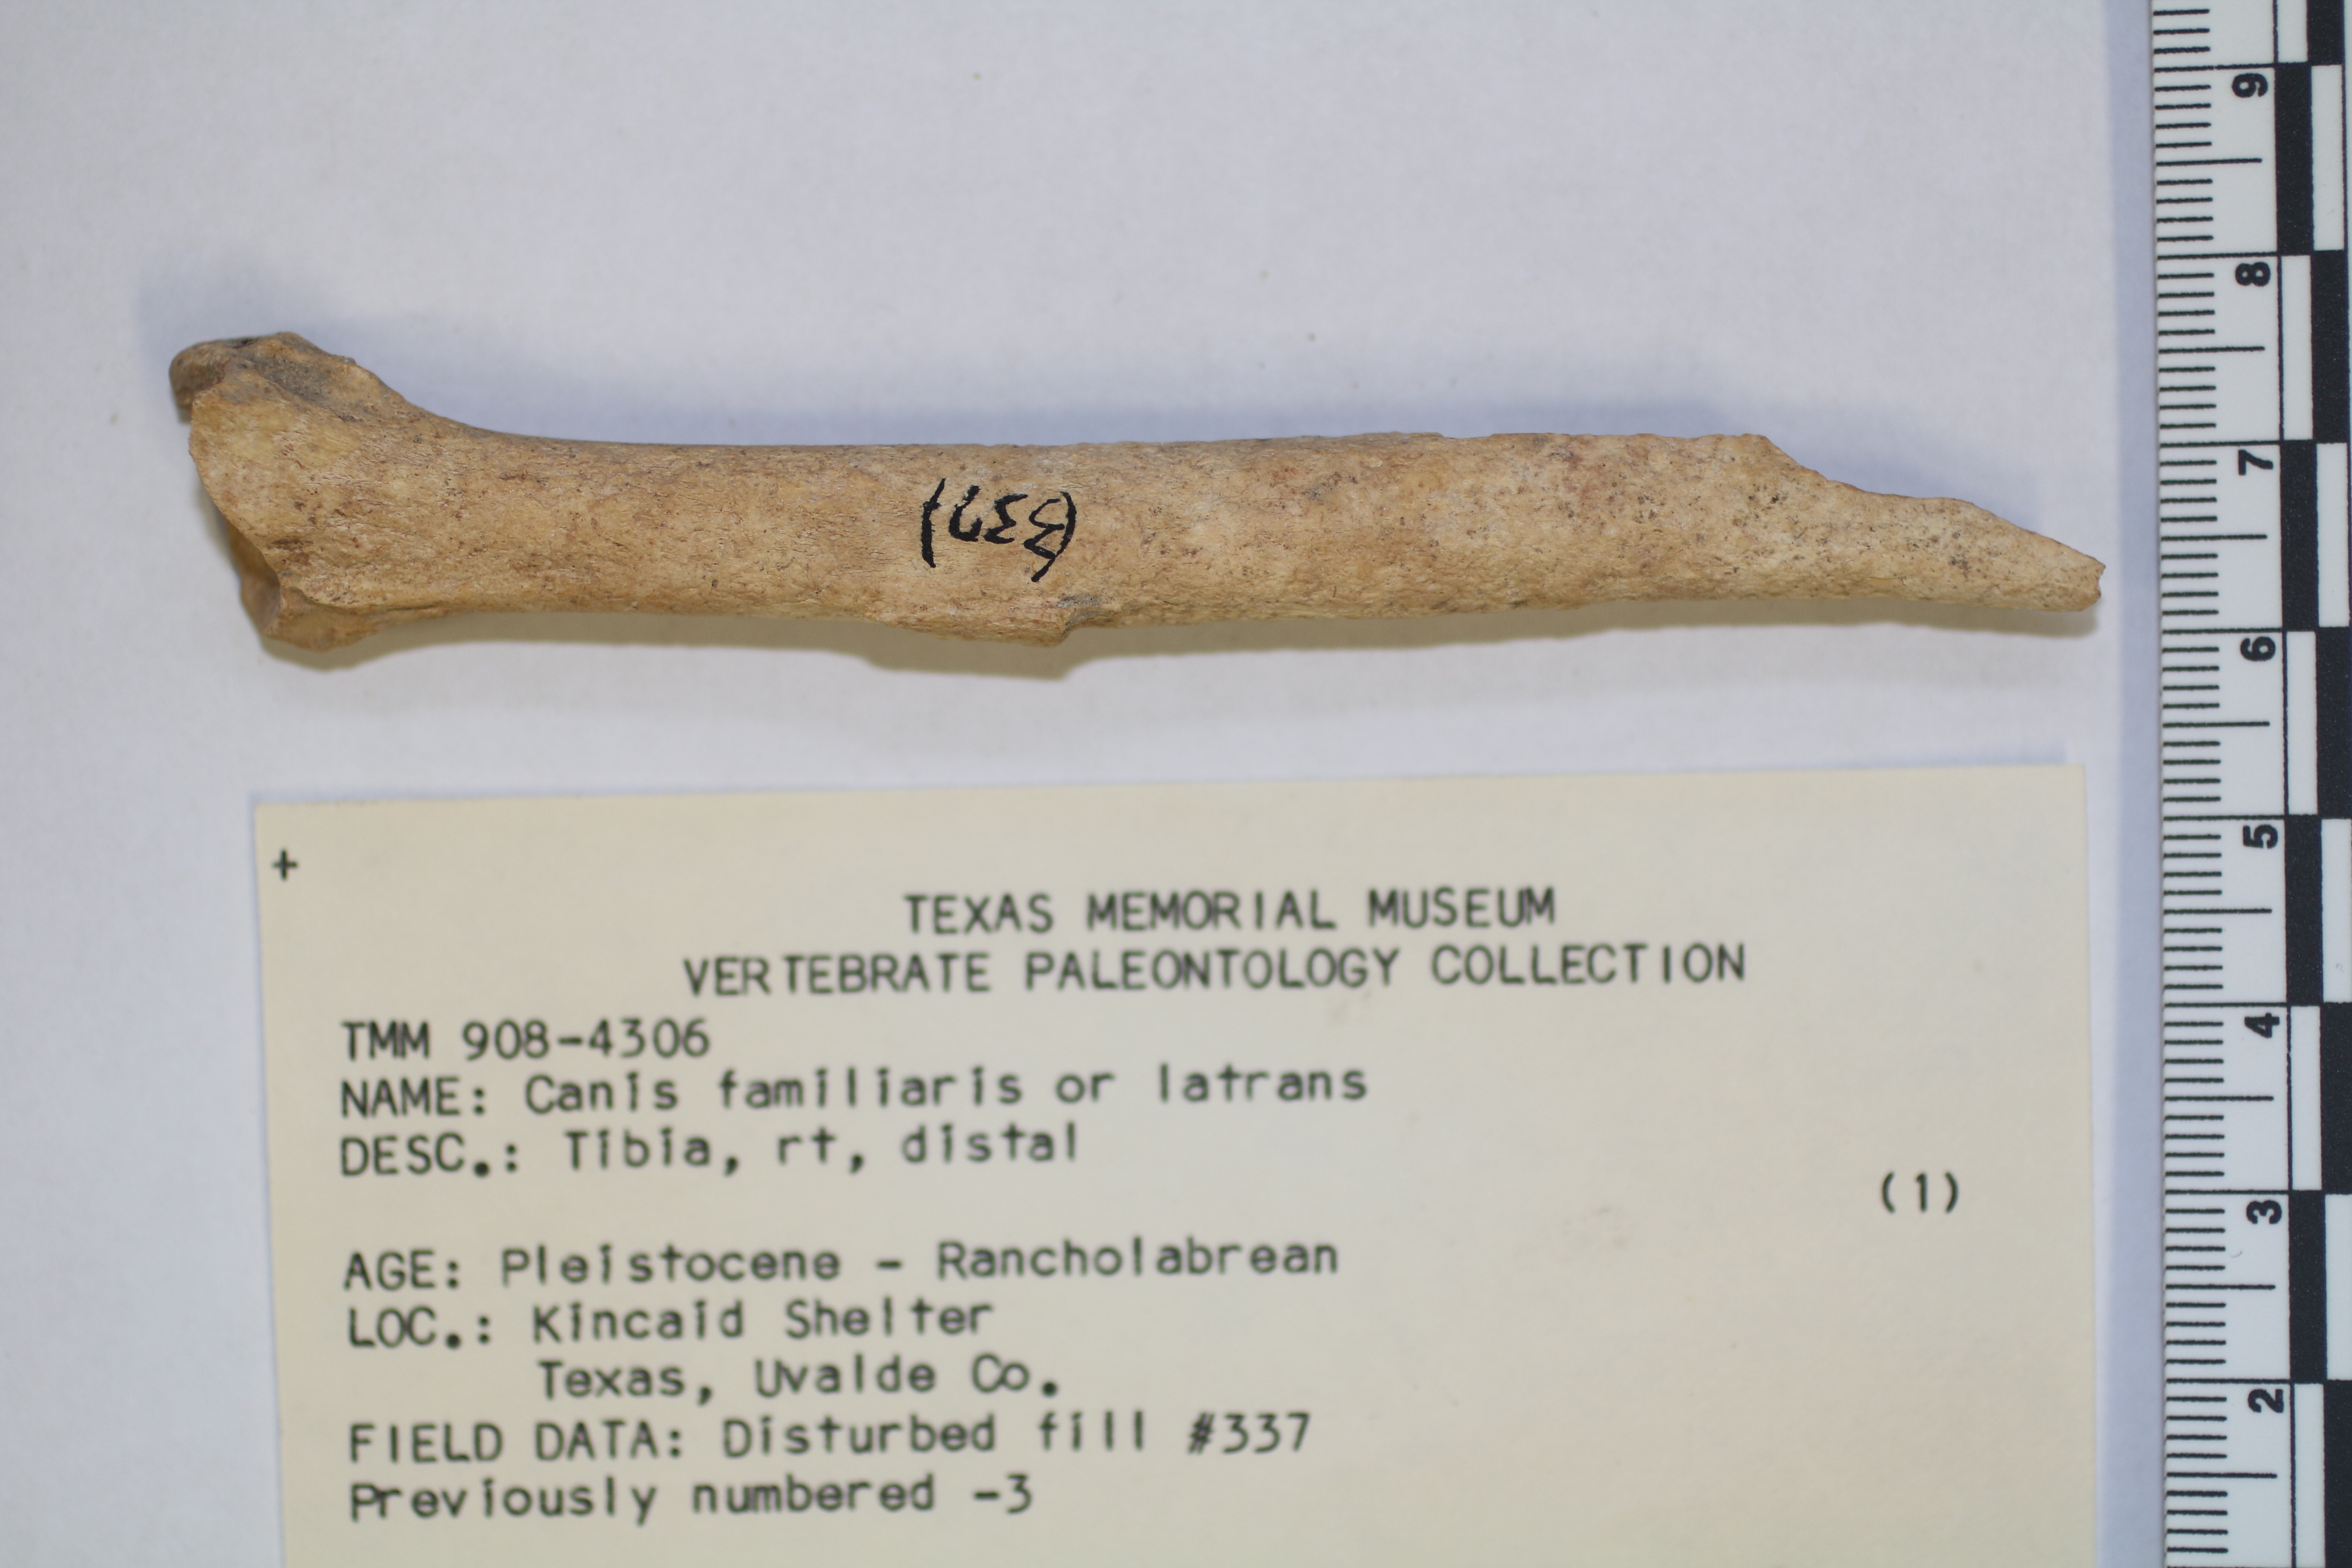 (337)
+
TEXAS MEMORIAL MUSEUM
VERTEBRATE PALEONTOLOGY COLLECTION
TMM 908-4306
NAME: Canis familiaris or latrans
DESC.: Tibia, rt, distal
(1)
AGE: Pleistocene - Rancholabrean
LOC.: Kincaid Shelter
Texas, Uvalde Co.
FIELD DATA: Disturbed fill #337
Previously numbered -3
9
8
7
6
5
4
3
2